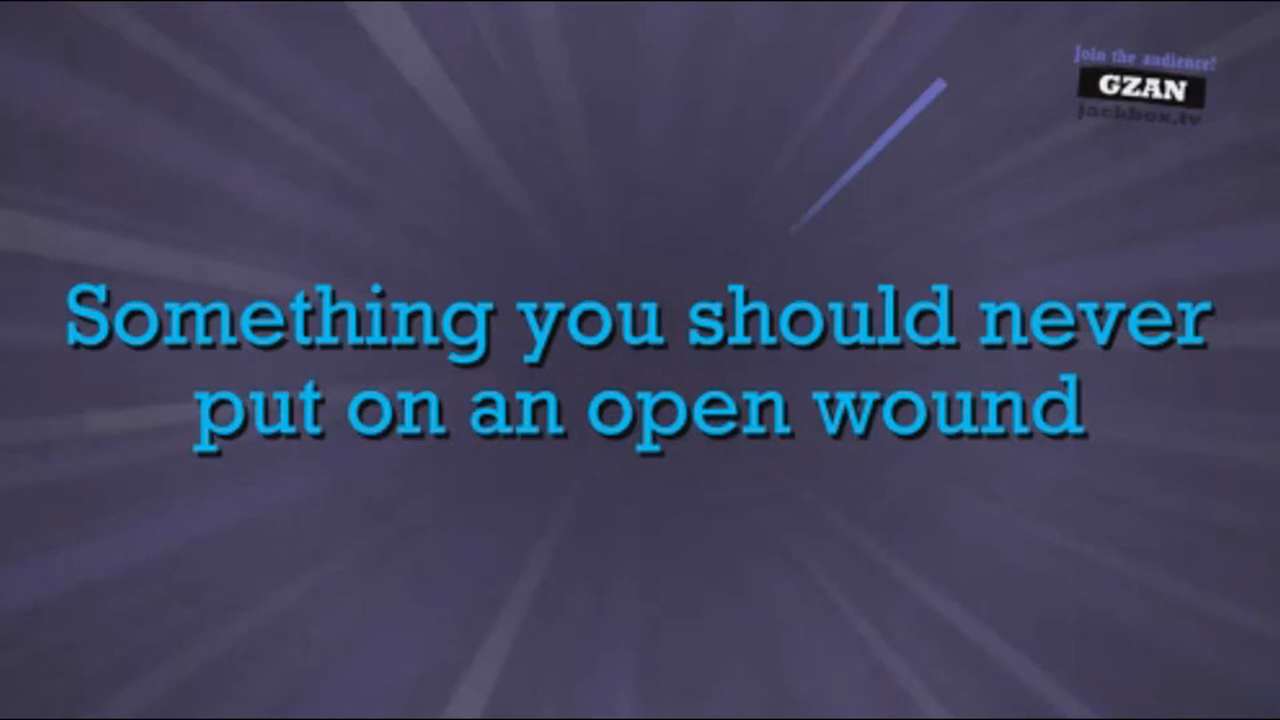 Join the audience!
GZAN
jackbox.tv
Something you should never
put on an open wound